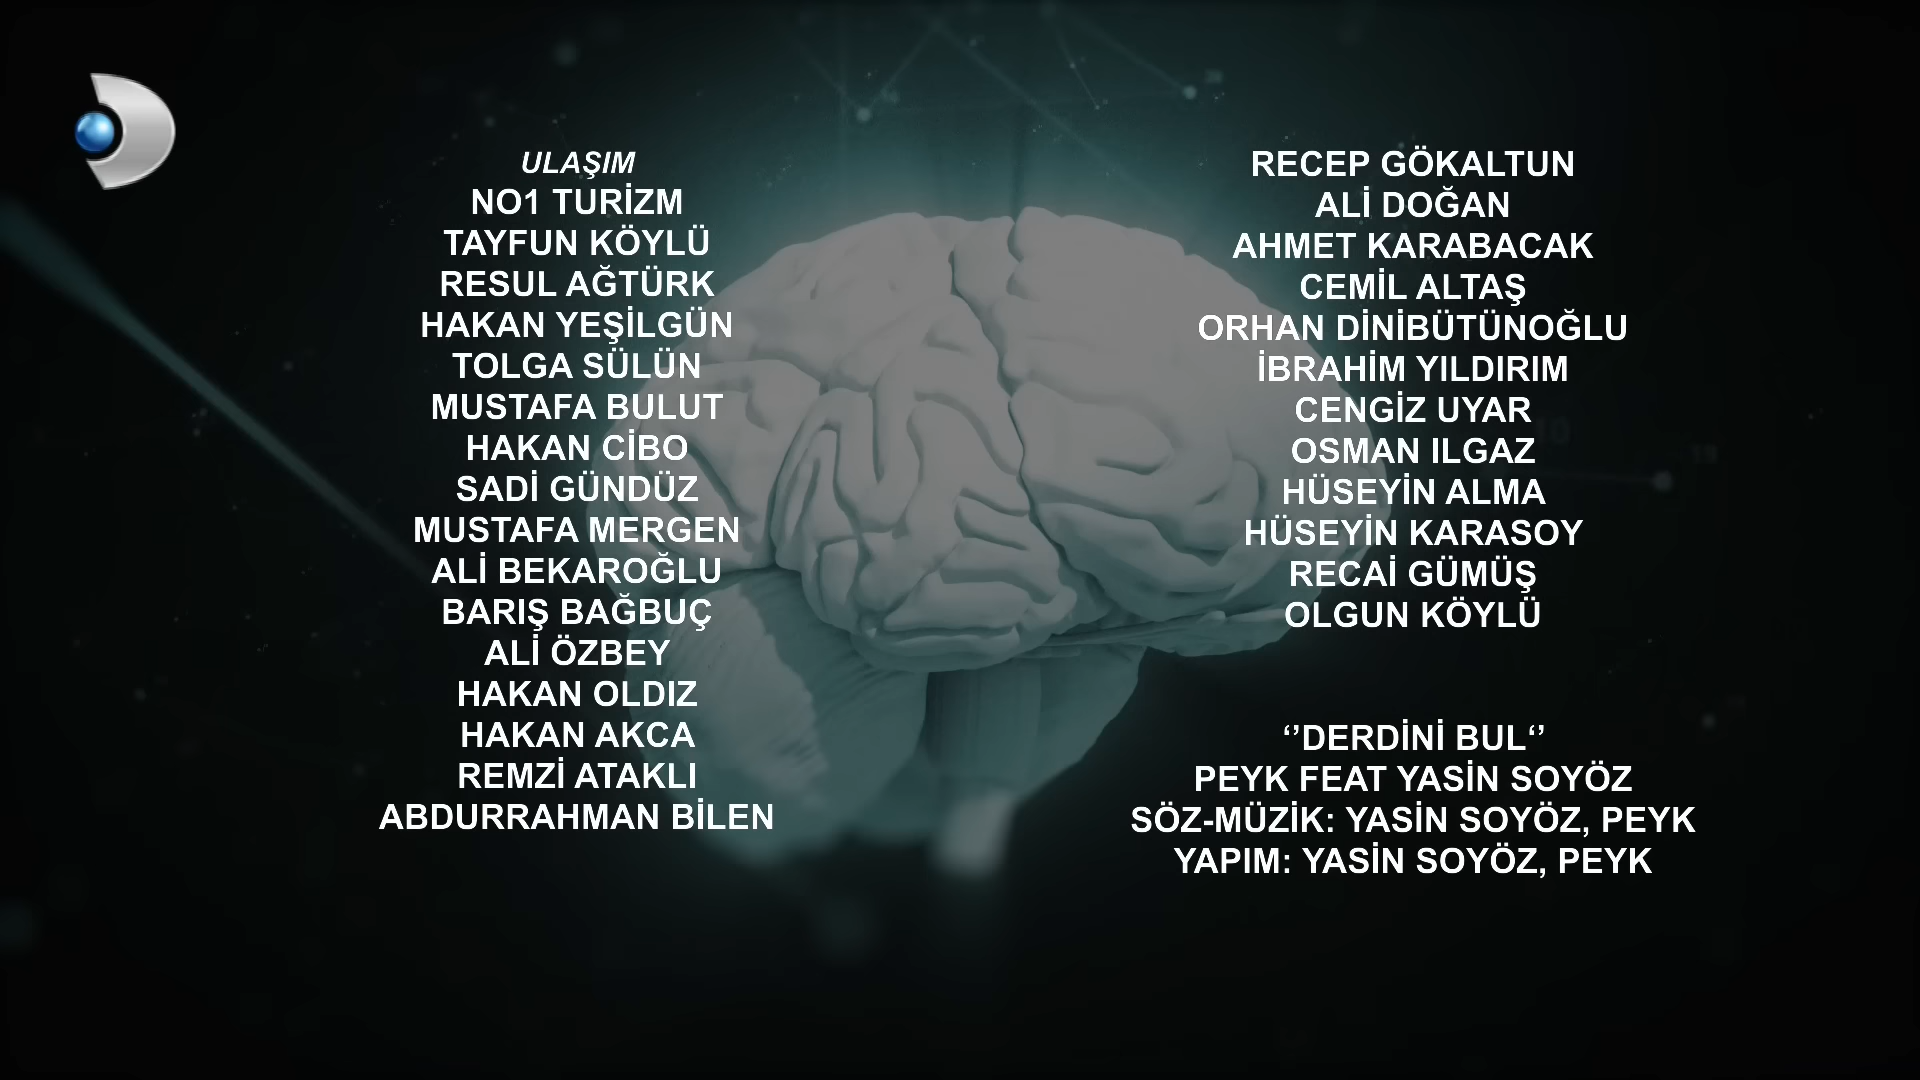 ULAŞIM
NO1 TURİZM
TAYFUN KÖYLÜ
RESUL AĞTÜRK
HAKAN YEŞİLGÜN
TOLGA SÜLÜN
MUSTAFA BULUT
HAKAN CİBO
SADİ GÜNDÜZ
MUSTAFA MERGEN
ALİ BEKAROĞLU
BARIŞ BAĞBUÇ
ALİ ÖZBEY
HAKAN OLDIZ
HAKAN AKCA
REMZİ ATAKLI
ABDURRAHMAN BİLEN
RECEP GÖKALTUN
ALİ DOĞAN
AHMET KARABACAK
CEMİL ALTAŞ
ORHAN DİNİBÜTÜNOĞLU
İBRAHİM YILDIRIM
CENGİZ UYAR
OSMAN ILGAZ
HÜSEYİN ALMA
HÜSEYİN KARASOY
RECAİ GÜMÜŞ
OLGUN KÖYLÜ
‘’DERDİNİ BUL‘’
PEYK FEAT YASİN SOYÖZ
SÖZ-MÜZİK: YASİN SOYÖZ, PEYK
YAPIM: YASİN SOYÖZ, PEYK